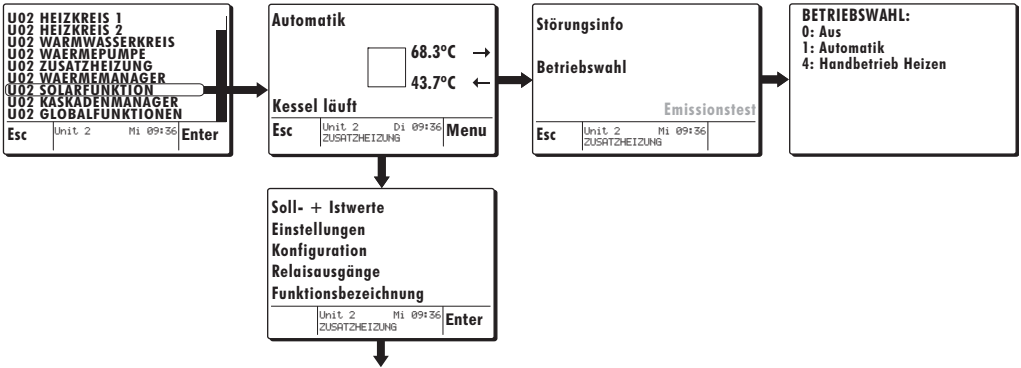 U02 HEIZKREIS 1
U02 HEIZKREIS 2
U02 WARMWASSERKREIS
U02 WAERMEPUMPE
U02 ZUSATZHEIZUNG
U02 WAERMEMANAGER
U02 SOLARFUNKTION
U02 KASKADENMANAGER
U02 GLOBALFUNKTIONEN
Esc Unit 2 Mi 09:36 Enter
Automatik
68.3°C →
43.7°C ←
Kessel läuft
Esc Unit 2 Di 09:36 Menu
ZUSATZHEIZUNG
Störungsinfo
Betriebswahl
Emissionstest
Esc Unit 2 Mi 09:36
ZUSATZHEIZUNG
BETRIEBSWAHL:
0: Aus
1: Automatik
4: Handbetrieb Heizen
Soll- + Istwerte
Einstellungen
Konfiguration
Relaisausgänge
Funktionsbezeichnung
Unit 2 Mi 09:36 Enter
ZUSATZHEIZUNG